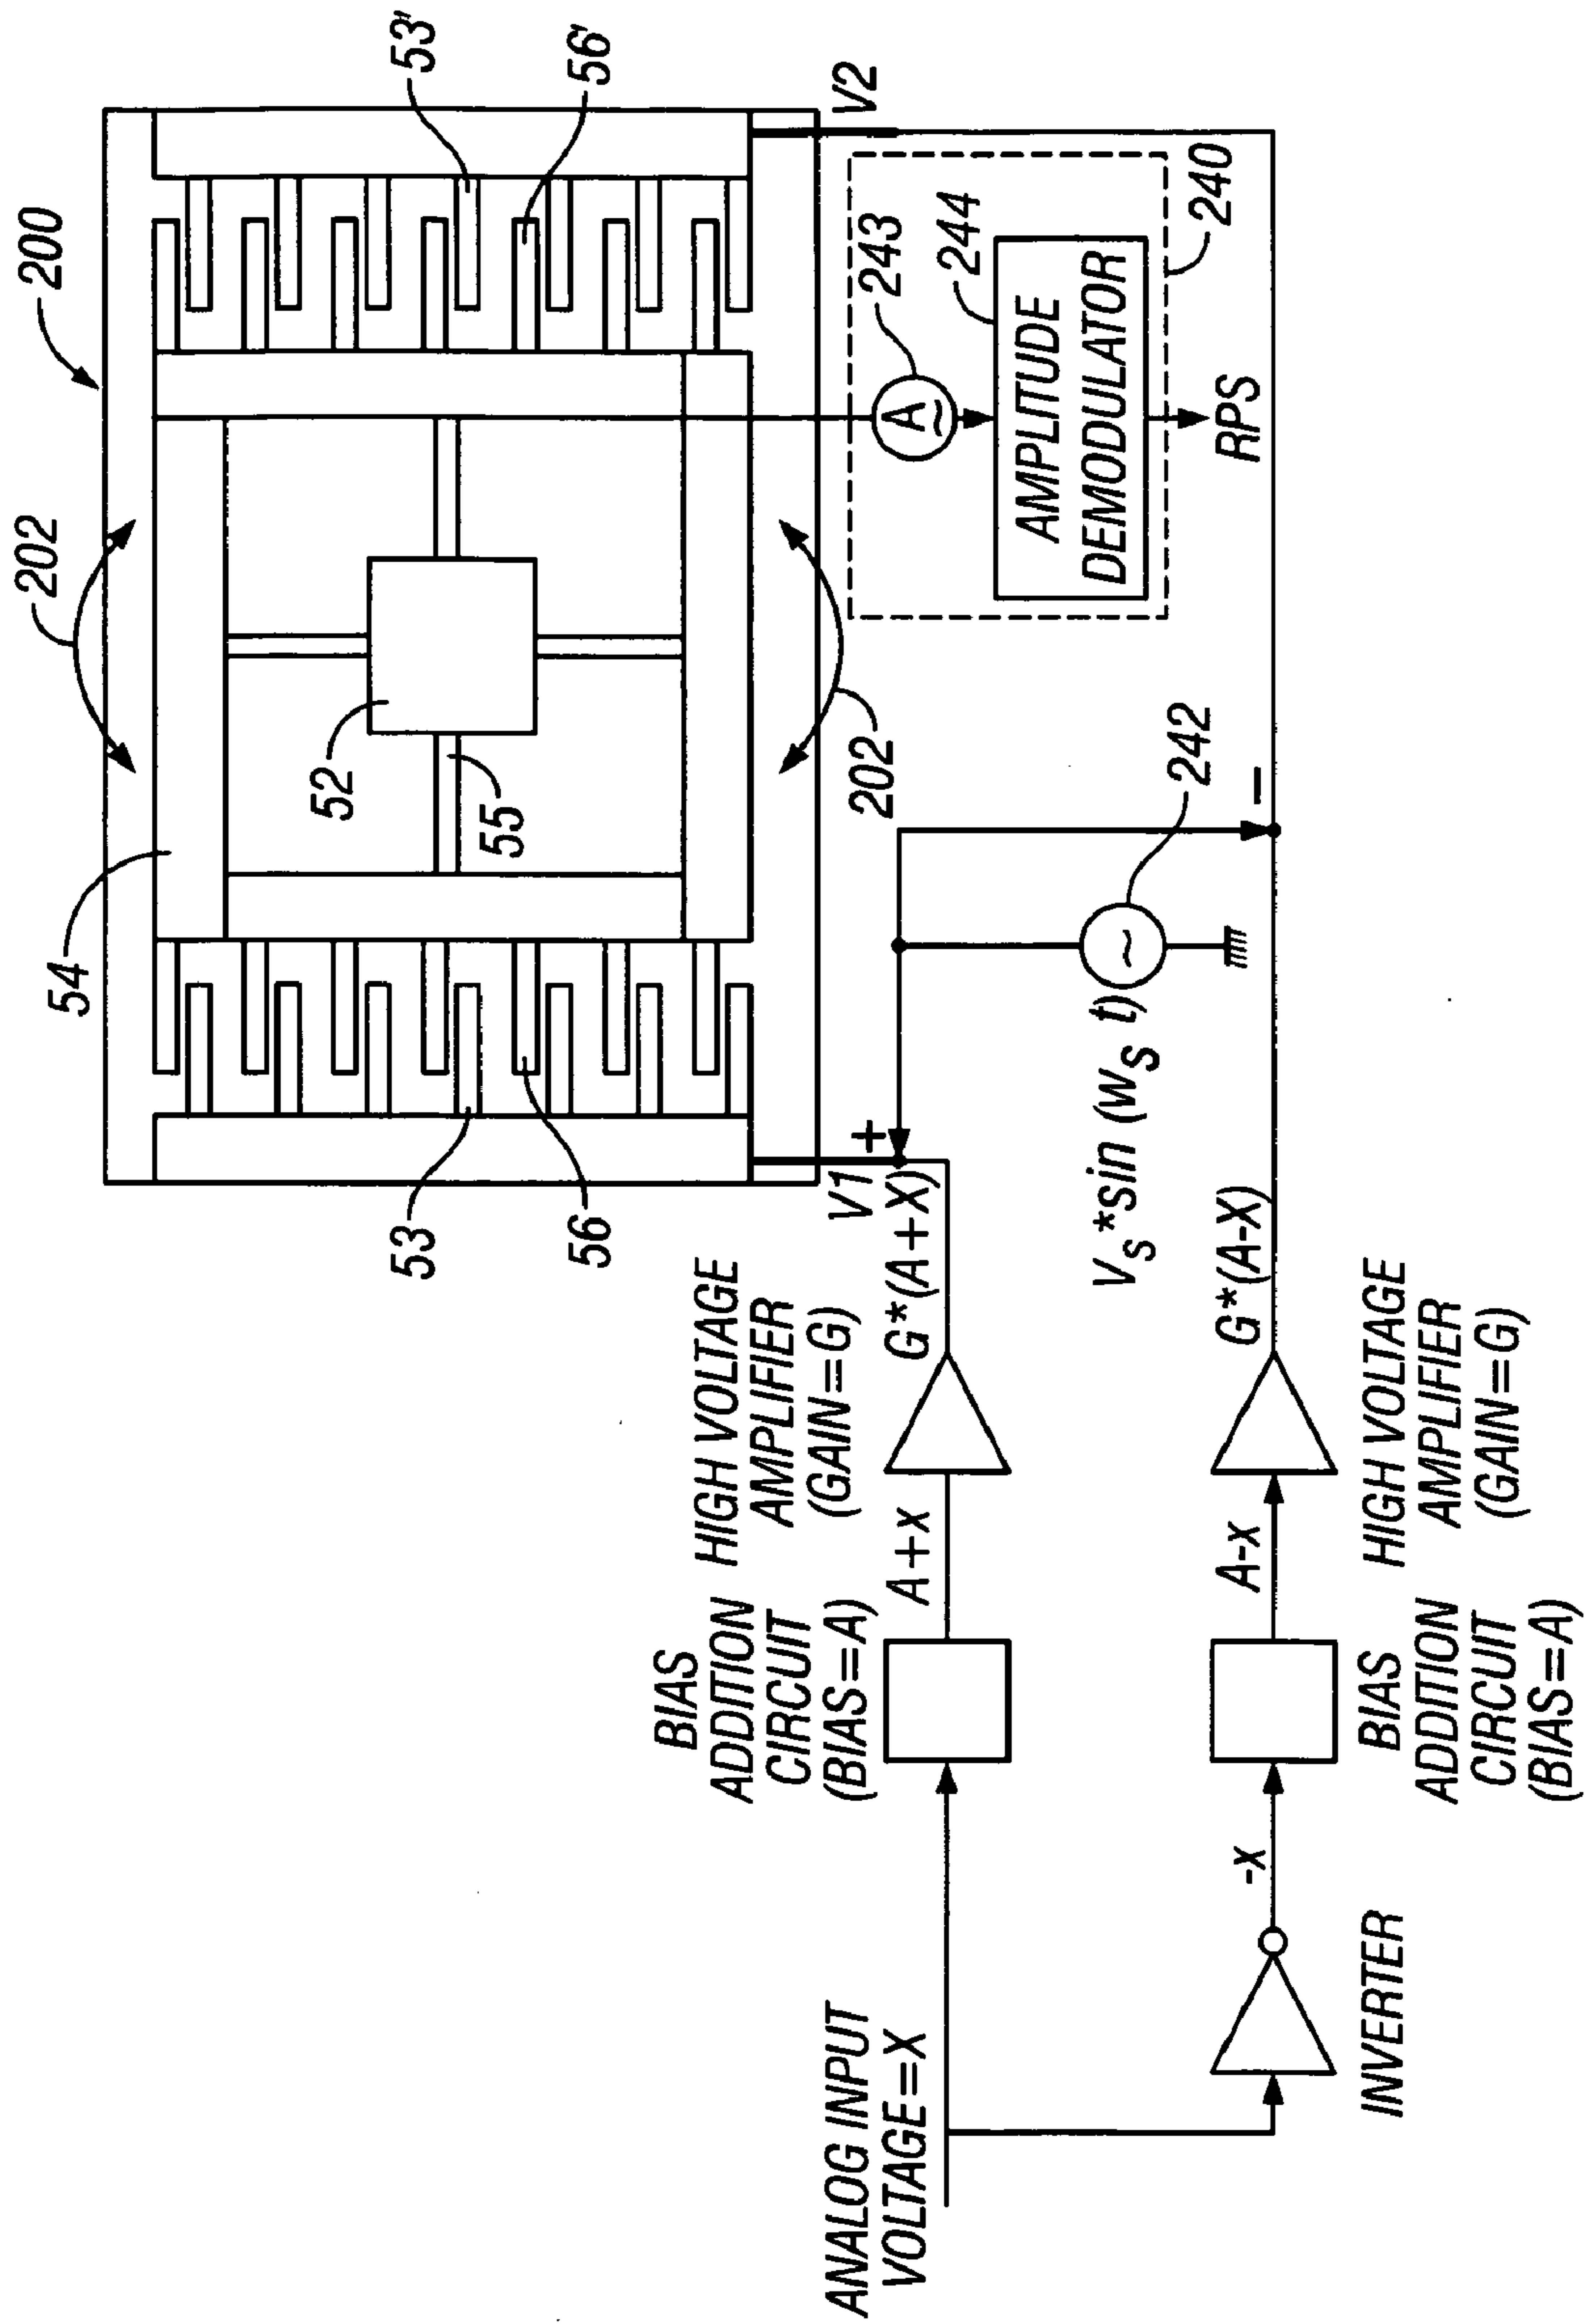 200
202
54
53'
56'
52
55
53
56
202
V1
+
V2
243
244
A
~
AMPLITUDE
DEMODULATOR
240
RPS
HIGH VOLTAGE
AMPLIFIER
(GAIN=G)
G*(A+X)
BIAS
ADDITION
CIRCUIT
(BIAS=A)
A+x
ANALOG INPUT
VOLTAGE=X
Vs*sin (Ws t)
~
242
-
G*(A-X)
A-x
-x
INVERTER
BIAS
ADDITION
CIRCUIT
(BIAS=A)
HIGH VOLTAGE
AMPLIFIER
(GAIN=G)